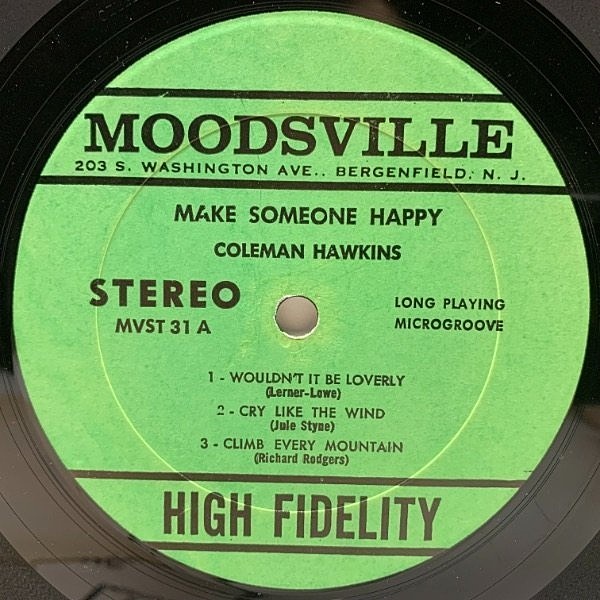 MOODSVILLE
203 S. WASHINGTON AVE., BERGENFIELD, N. J.
MAKE SOMEONE HAPPY
COLEMAN HAWKINS
STEREO
MVST 31 A
LONG PLAYING
MICROGROOVE
1 - WOULDN'T IT BE LOVERLY
(Lerner-Lowe)
2 - CRY LIKE THE WIND
(Jule Styne)
3 - CLIMB EVERY MOUNTAIN
(Richard Rodgers)
HIGH FIDELITY